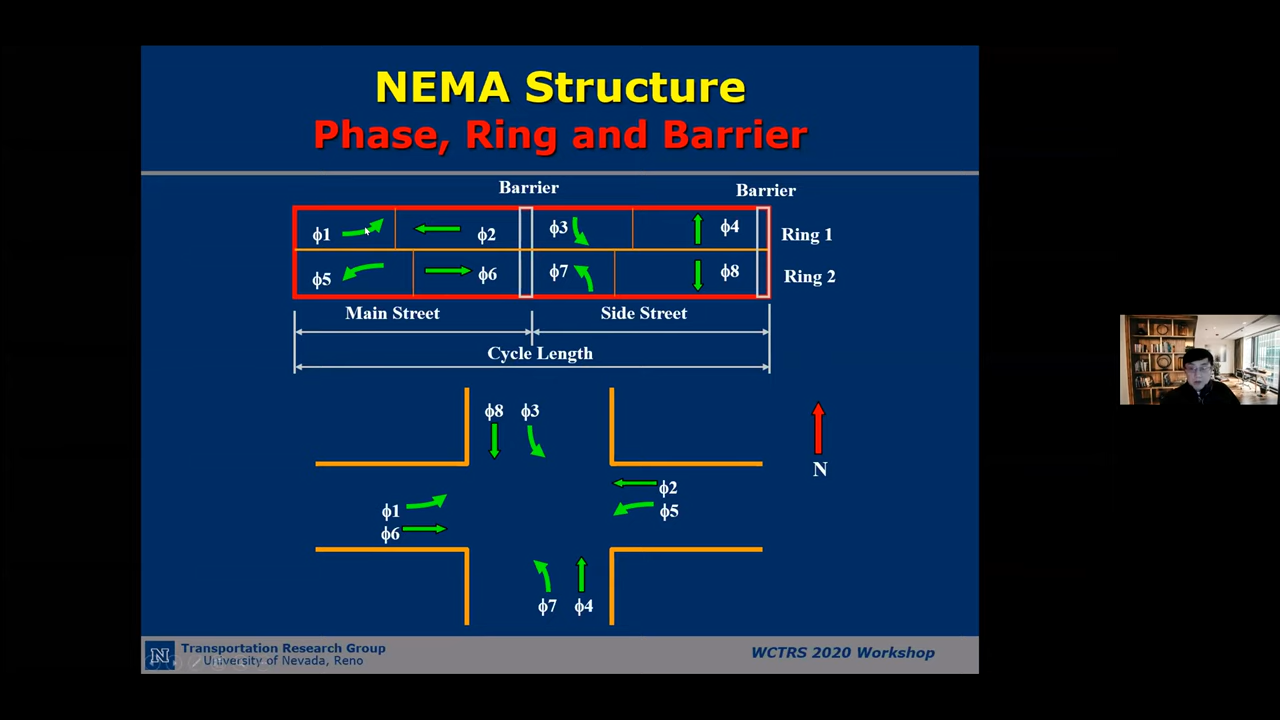 NEMA Structure
Phase, Ring and Barrier
Barrier
Barrier
ϕ1
ϕ2
ϕ3
ϕ4
Ring 1
ϕ5
ϕ6
ϕ7
ϕ8
Ring 2
Main Street
Side Street
Cycle Length
ϕ8
ϕ3
N
ϕ2
ϕ1
ϕ5
ϕ6
ϕ7
ϕ4
N
Transportation Research Group
University of Nevada, Reno
WCTRS 2020 Workshop